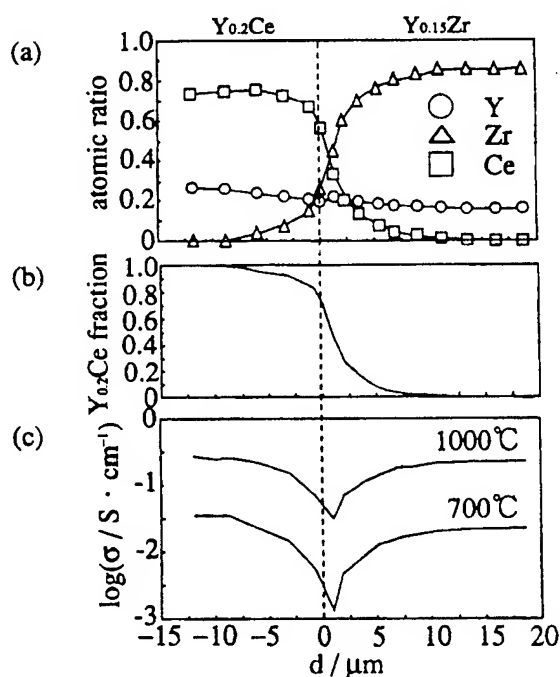 Y0.2Ce Y0.15Zr
(a)
atomic ratio
1.0
0.8
0.6
0.4
0.2
0
Y
Zr
Ce
(b)
Y0.2Ce fraction
1.0
0.8
0.6
0.4
0.2
0
(c)
log(σ / S · cm⁻¹)
-0
-1
-2
-3
1000℃
700℃
−15 −10 −5 0 5 10 15 20
d / μm